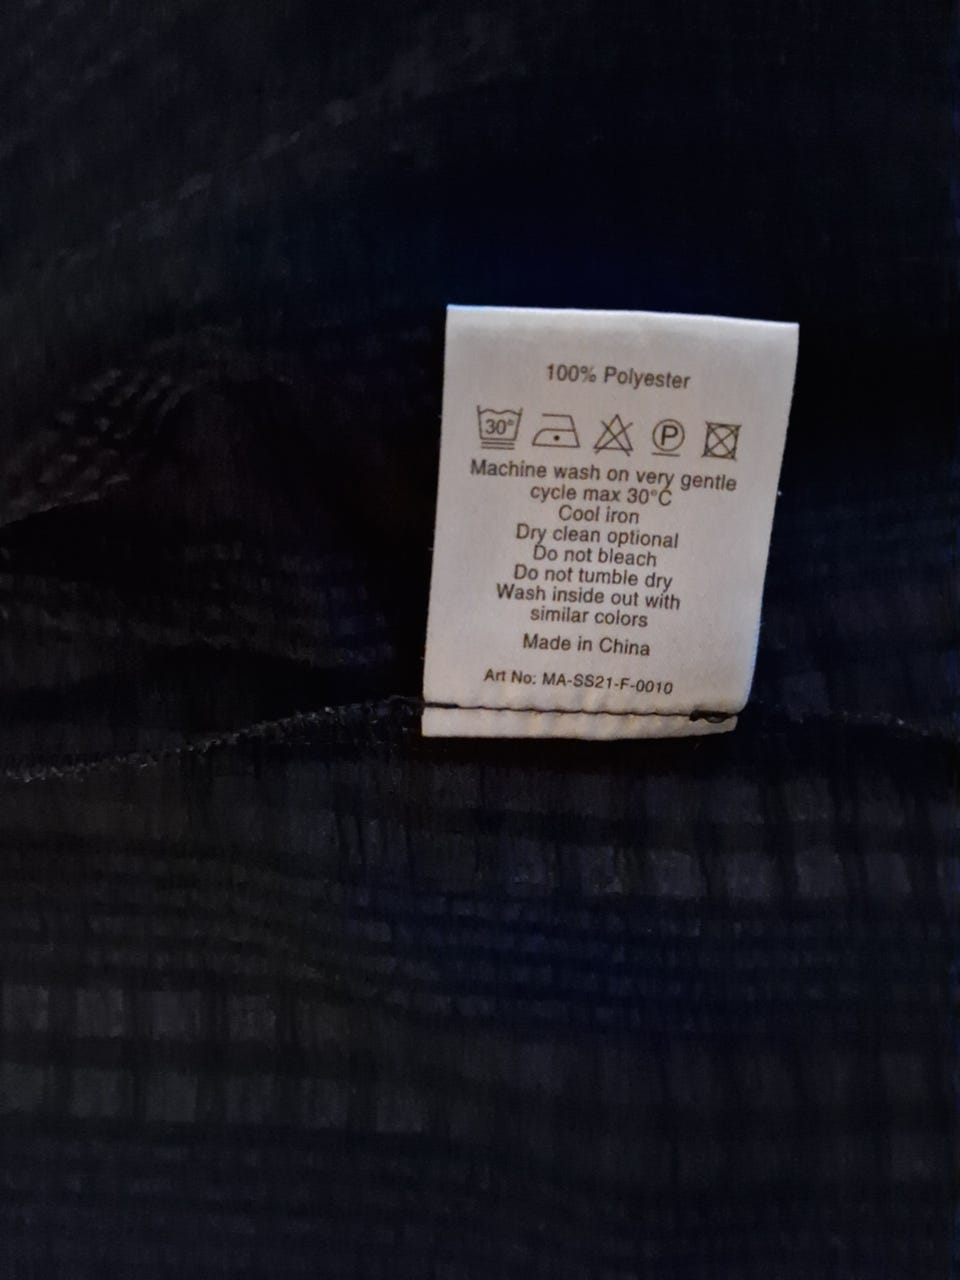 100% Polyester
30° P
Machine wash on very gentle
cycle max 30°C
Cool iron
Dry clean optional
Do not bleach
Do not tumble dry
Wash inside out with
similar colors
Made in China
Art No: MA-SS21-F-0010